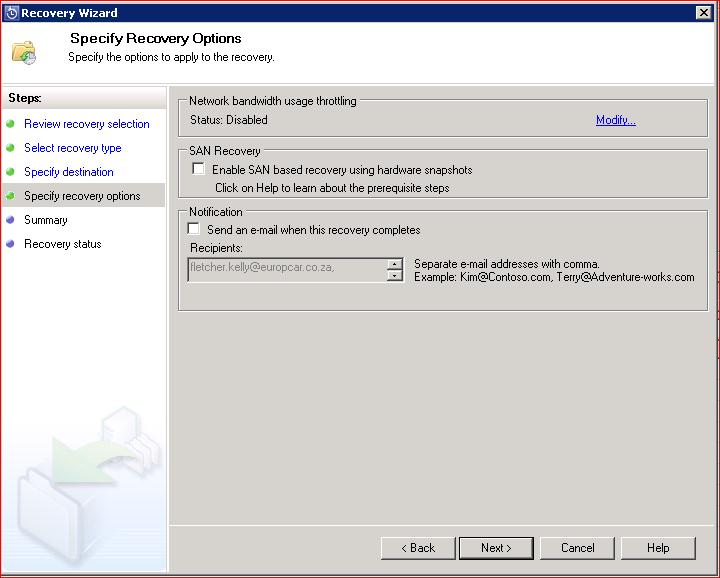 Recovery Wizard
Specify Recovery Options
Specify the options to apply to the recovery.
Steps:
Review recovery selection
Select recovery type
Specify destination
Specify recovery options
Summary
Recovery status
Network bandwidth usage throttling
Status: Disabled
Modify...
SAN Recovery
Enable SAN based recovery using hardware snapshots
Click on Help to learn about the prerequisite steps
Notification
Send an e-mail when this recovery completes
Recipients:
fletcher.kelly@europcar.co.za,
Separate e-mail addresses with comma.
Example: Kim@Contoso.com, Terry@Adventure-works.com
< Back
Next >
Cancel
Help